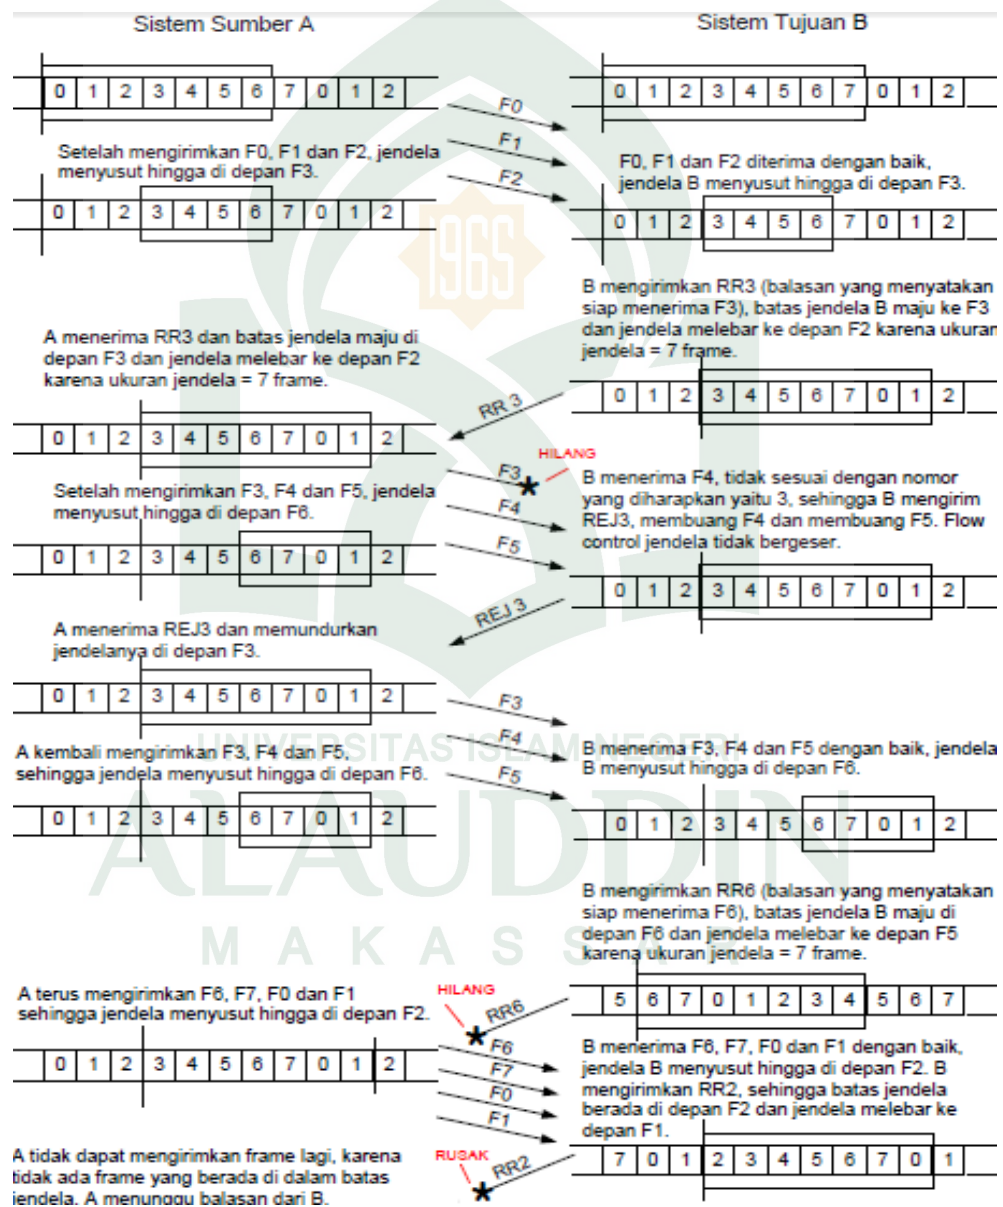 Sistem Sumber A
Sistem Tujuan B
0 1 2 3 4 5 6 7 0 1 2
0 1 2 3 4 5 6 7 0 1 2
F0
F1
F2
Setelah mengirimkan F0, F1 dan F2, jendela
menyusut hingga di depan F3.
F0, F1 dan F2 diterima dengan baik,
jendela B menyusut hingga di depan F3.
0 1 2 3 4 5 6 7 0 1 2
0 1 2 3 4 5 6 7 0 1 2
1965
B mengirimkan RR3 (balasan yang menyatakan
siap menerima F3), batas jendela B maju ke F3
dan jendela melebar ke depan F2 karena ukuran
jendela = 7 frame.
A menerima RR3 dan batas jendela maju di
depan F3 dan jendela melebar ke depan F2
karena ukuran jendela = 7 frame.
0 1 2 3 4 5 6 7 0 1 2
RR 3
0 1 2 3 4 5 6 7 0 1 2
HILANG
F3
F4
F5
Setelah mengirimkan F3, F4 dan F5, jendela
menyusut hingga di depan F6.
B menerima F4, tidak sesuai dengan nomor
yang diharapkan yaitu 3, sehingga B mengirim
REJ3, membuang F4 dan membuang F5. Flow
control jendela tidak bergeser.
0 1 2 3 4 5 6 7 0 1 2
0 1 2 3 4 5 6 7 0 1 2
REJ 3
A menerima REJ3 dan memundurkan
jendelanya di depan F3.
0 1 2 3 4 5 6 7 0 1 2
F3
F4
F5
UNIVERSITAS ISLAM NEGERI
A kembali mengirimkan F3, F4 dan F5,
sehingga jendela menyusut hingga di depan F6.
B menerima F3, F4 dan F5 dengan baik, jendela
B menyusut hingga di depan F6.
0 1 2 3 4 5 6 7 0 1 2
0 1 2 3 4 5 6 7 0 1 2
ALAUDDIN
B mengirimkan RR6 (balasan yang menyatakan
siap menerima F6), batas jendela B maju di
depan F6 dan jendela melebar ke depan F5
karena ukuran jendela = 7 frame.
MAKASSAR
A terus mengirimkan F6, F7, F0 dan F1
sehingga jendela menyusut hingga di depan F2.
HILANG
RR6
5 6 7 0 1 2 3 4 5 6 7
0 1 2 3 4 5 6 7 0 1 2
F6
F7
F0
F1
B menerima F6, F7, F0 dan F1 dengan baik,
jendela B menyusut hingga di depan F2. B
mengirimkan RR2, sehingga batas jendela
berada di depan F2 dan jendela melebar ke
depan F1.
A tidak dapat mengirimkan frame lagi, karena
tidak ada frame yang berada di dalam batas
jendela. A menunggu balasan dari B.
RUSAK
RR2
7 0 1 2 3 4 5 6 7 0 1